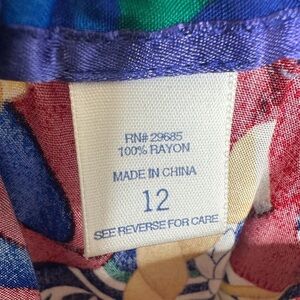 RN# 29685
100% RAYON
MADE IN CHINA
12
SEE REVERSE FOR CARE